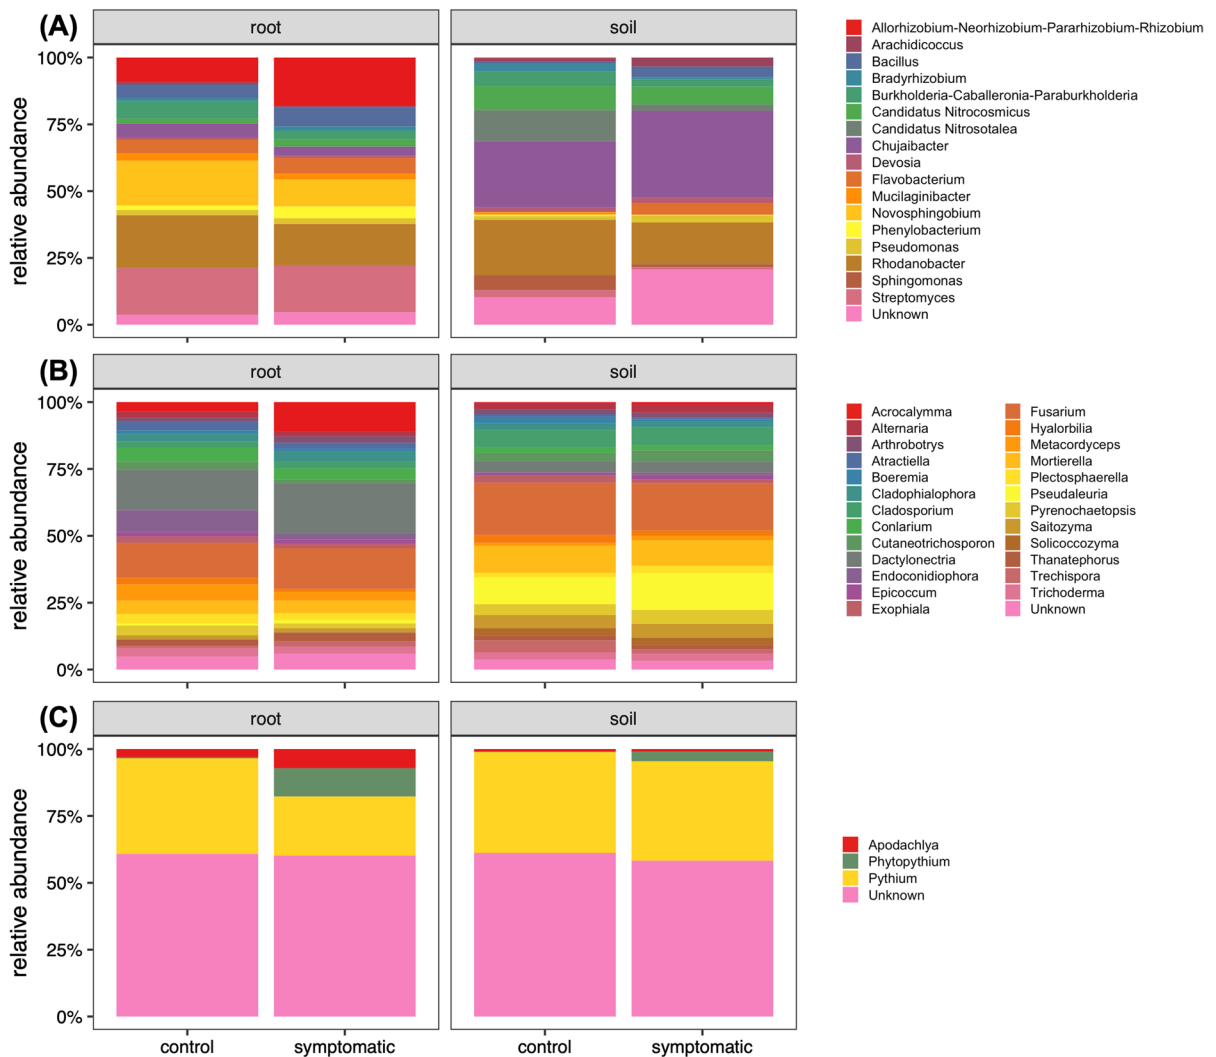 (A)
root
soil
relative abundance
100%
75%
50%
25%
0%
Allorhizobium-Neorhizobium-Pararhizobium-Rhizobium
Arachidicoccus
Bacillus
Bradyrhizobium
Burkholderia-Caballeronia-Paraburkholderia
Candidatus Nitrocosmicus
Candidatus Nitrosotalea
Chujaibacter
Devosia
Flavobacterium
Mucilaginibacter
Novosphingobium
Phenylobacterium
Pseudomonas
Rhodanobacter
Sphingomonas
Streptomyces
Unknown
(B)
root
soil
relative abundance
100%
75%
50%
25%
0%
Acrocalymma
Alternaria
Arthrobotrys
Atractiella
Boeremia
Cladophialophora
Cladosporium
Conlarium
Cutaneotrichosporon
Dactylonectria
Endoconidiophora
Epicoccum
Exophiala
Fusarium
Hyalorbilia
Metacordyceps
Mortierella
Plectosphaerella
Pseudaleuria
Pyrenochaetopsis
Saitozyma
Solicoccozyma
Thanatephorus
Trechispora
Trichoderma
Unknown
(C)
root
soil
relative abundance
100%
75%
50%
25%
0%
control
symptomatic
control
symptomatic
Apodachlya
Phytopythium
Pythium
Unknown